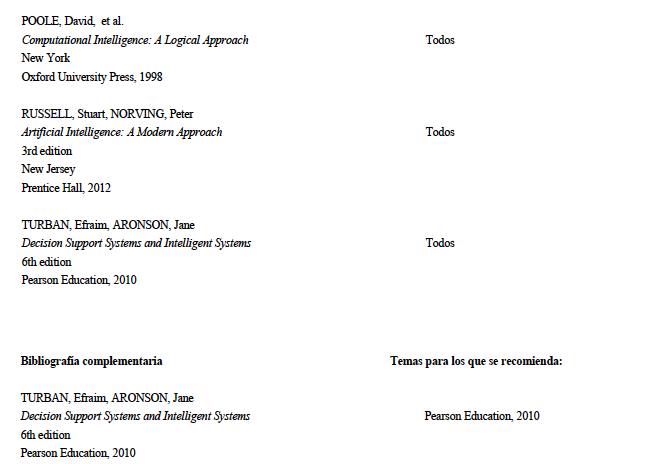 POOLE, David, et al.
Computational Intelligence: A Logical Approach Todos
New York
Oxford University Press, 1998
RUSSELL, Stuart, NORVING, Peter
Artificial Intelligence: A Modern Approach Todos
3rd edition
New Jersey
Prentice Hall, 2012
TURBAN, Efraim, ARONSON, Jane
Decision Support Systems and Intelligent Systems Todos
6th edition
Pearson Education, 2010
Bibliografía complementaria Temas para los que se recomienda:
TURBAN, Efraim, ARONSON, Jane
Decision Support Systems and Intelligent Systems Pearson Education, 2010
6th edition
Pearson Education, 2010